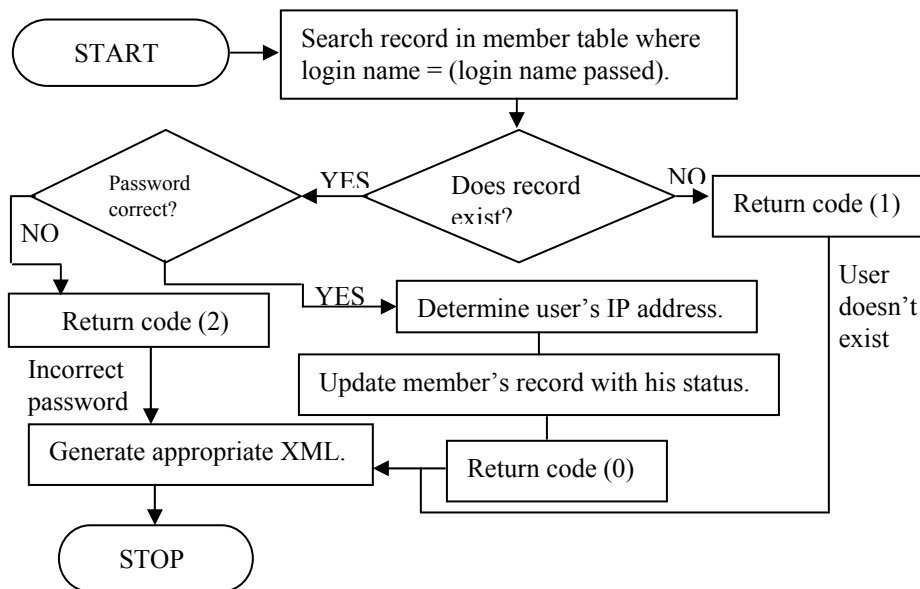 START
Search record in member table where
login name = (login name passed).
Password
correct?
YES
Does record
exist?
NO
Return code (1)
NO
User
doesn't
exist
YES
Determine user's IP address.
Return code (2)
Incorrect
password
Update member's record with his status.
Generate appropriate XML.
Return code (0)
STOP